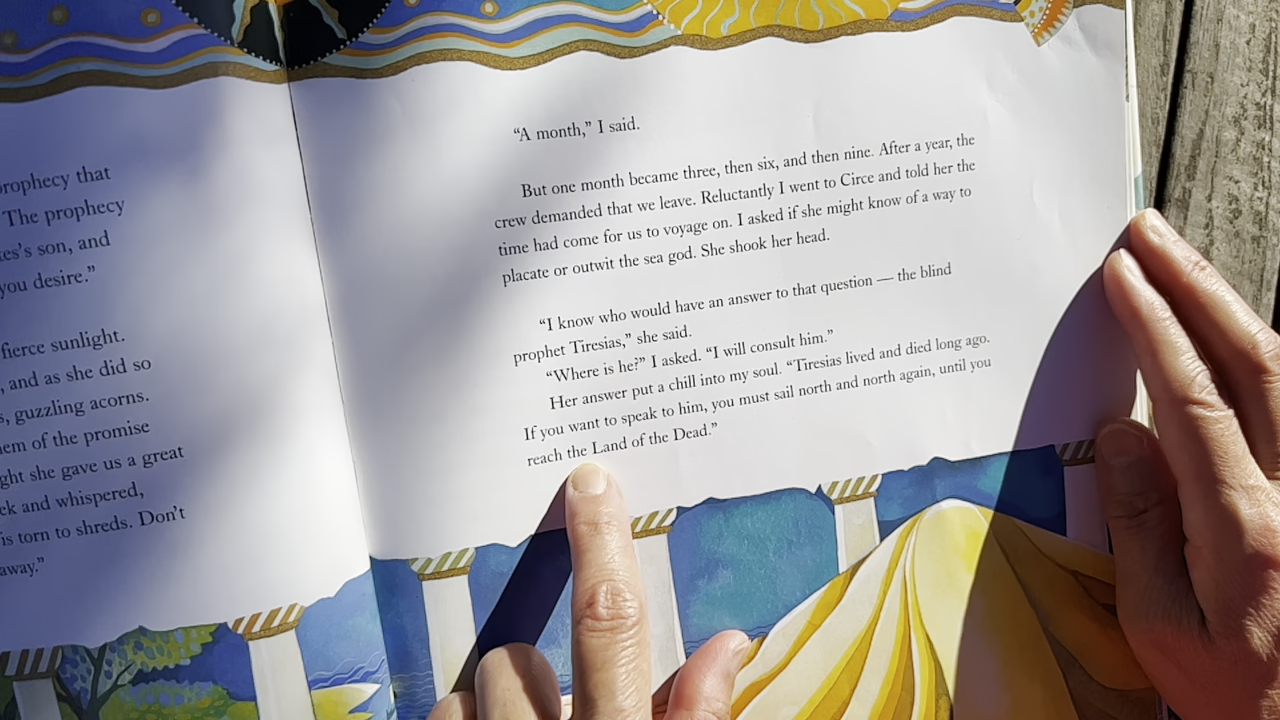 prophecy that
The prophecy
's son, and
you desire.”
fierce sunlight.
, and as she did so
, guzzling acorns.
of the promise
she gave us a great
and whispered,
is torn to shreds. Don’t
away.”
“A month,” I said.
But one month became three, then six, and then nine. After a year, the
crew demanded that we leave. Reluctantly I went to Circe and told her the
time had come for us to voyage on. I asked if she might know of a way to
placate or outwit the sea god. She shook her head.
“I know who would have an answer to that question — the blind
prophet Tiresias,” she said.
“Where is he?” I asked. “I will consult him.”
Her answer put a chill into my soul. “Tiresias lived and died long ago.
If you want to speak to him, you must sail north and north again, until you
reach the Land of the Dead.”